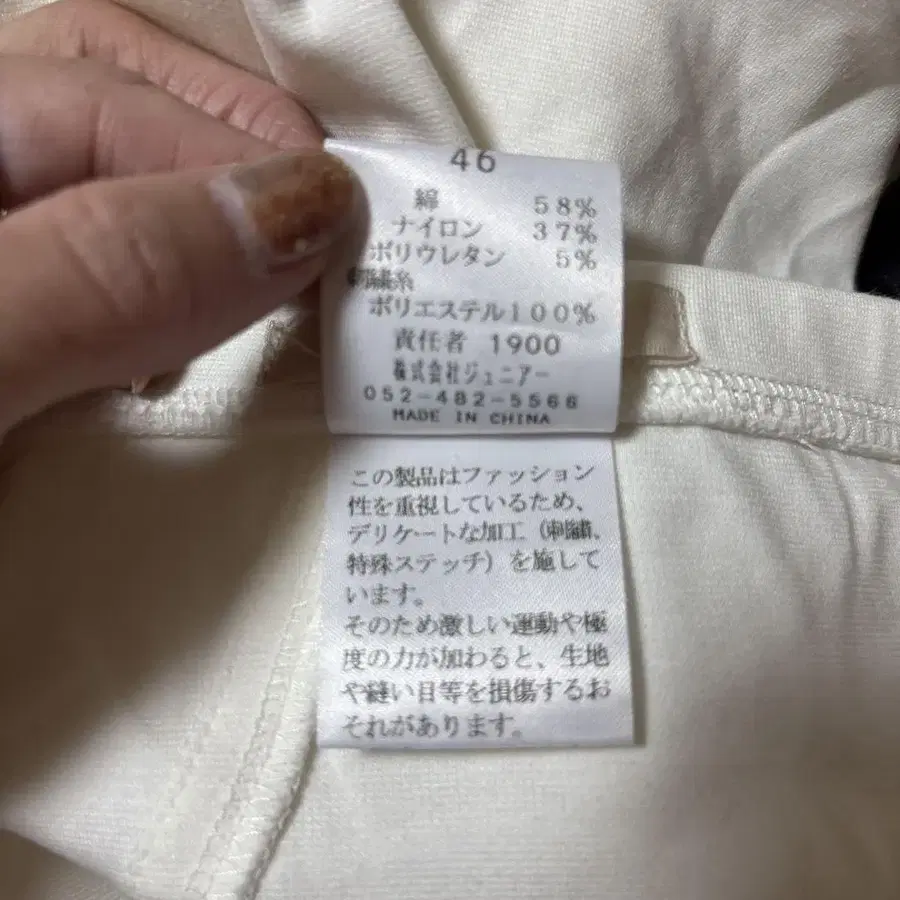 46
綿 58%
ナイロン 37%
ポリウレタン 5%
刺繍糸
ポリエステル100%
責任者 1900
株式会社ジュニアー
052-482-5566
MADE IN CHINA
この製品はファッション
性を重視しているため、
デリケートな加工(刺繍、
特殊ステッチ)を施して
います。
そのため激しい運動や極
度の力が加わると、生地
や縫い目等を損傷するお
それがあります。